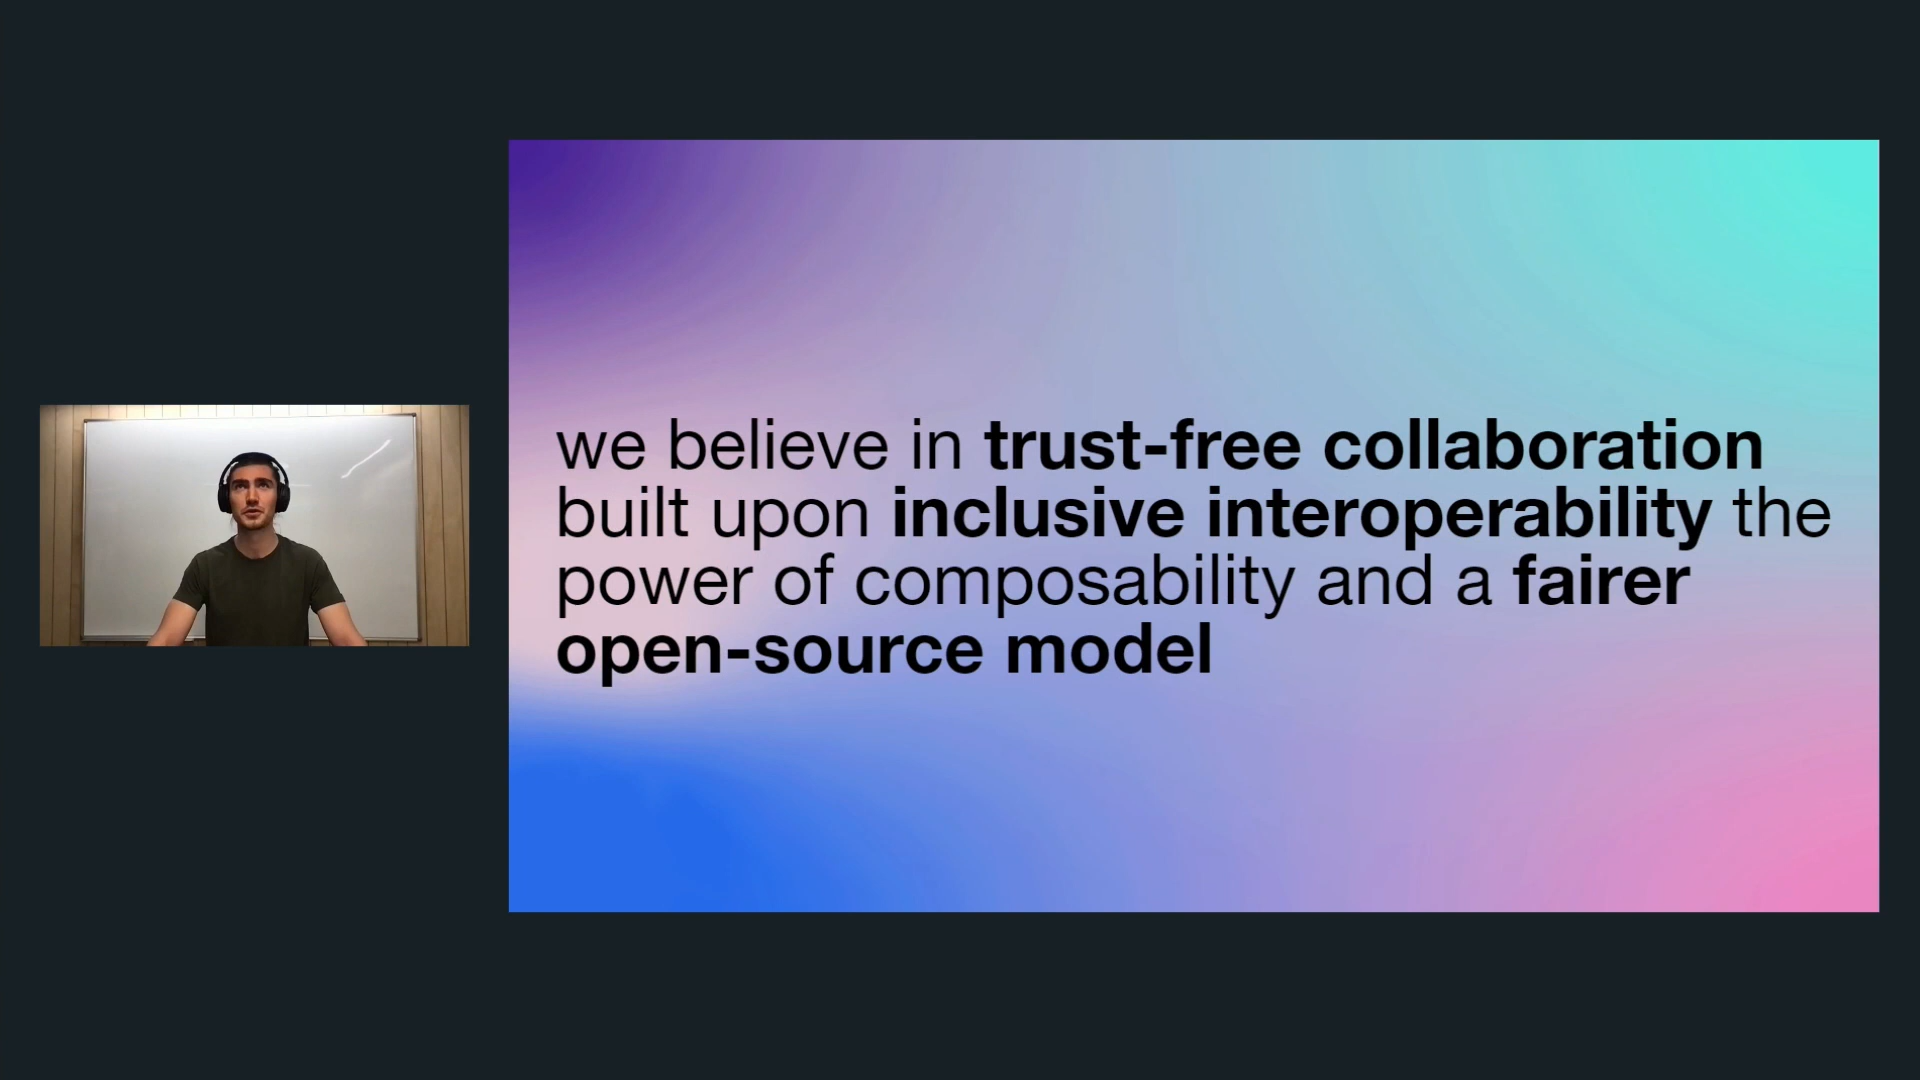 we believe in trust-free collaboration
built upon inclusive interoperability the
power of composability and a fairer
open-source model